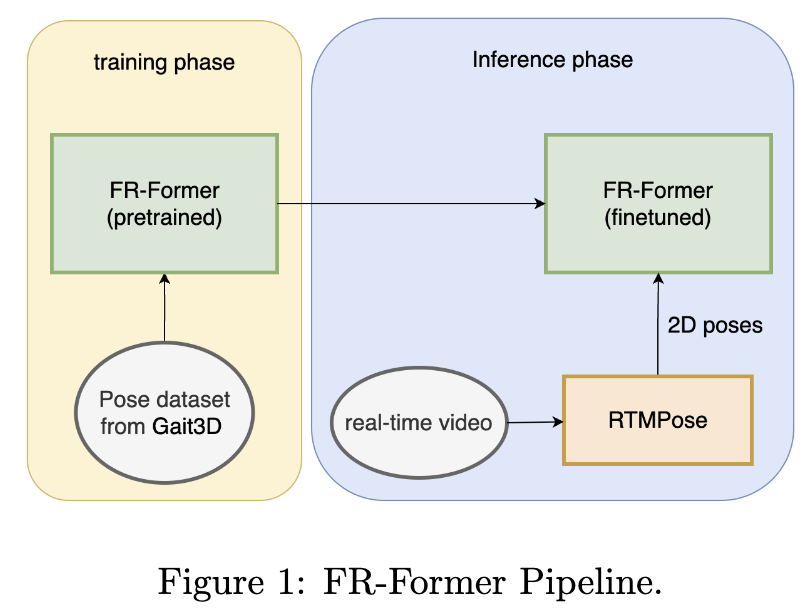 training phase
Inference phase
FR-Former
(pretrained)
FR-Former
(finetuned)
2D poses
Pose dataset
from Gait3D
real-time video
RTMPose
Figure 1: FR-Former Pipeline.